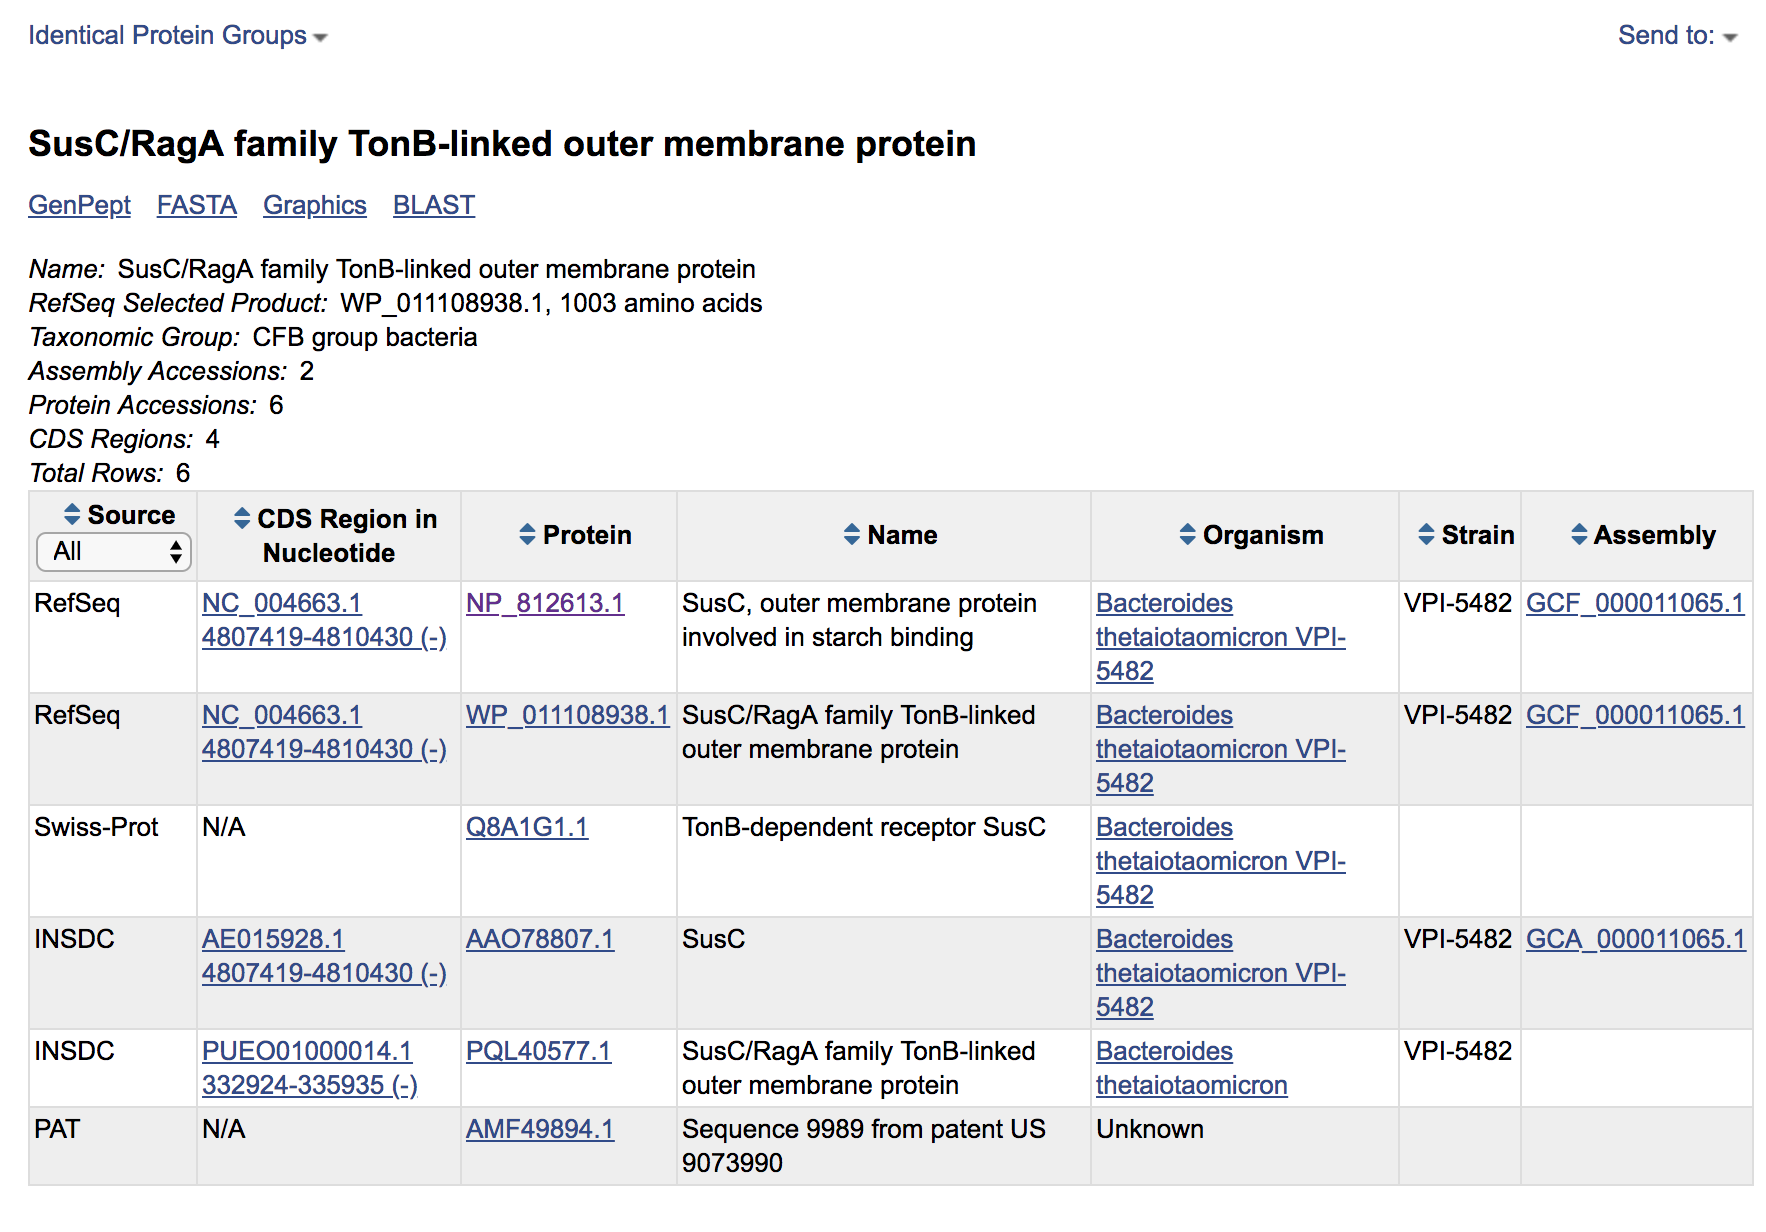 Identical Protein Groups
Send to:
SusC/RagA family TonB-linked outer membrane protein
GenPept FASTA Graphics BLAST
Name: SusC/RagA family TonB-linked outer membrane protein
RefSeq Selected Product: WP_011108938.1, 1003 amino acids
Taxonomic Group: CFB group bacteria
Assembly Accessions: 2
Protein Accessions: 6
CDS Regions: 4
Total Rows: 6
Source
All
CDS Region in
Nucleotide
Protein
Name
Organism
Strain
Assembly
RefSeq
NC_004663.1
4807419-4810430 (-)
NP_812613.1
SusC, outer membrane protein
involved in starch binding
Bacteroides
thetaiotaomicron VPI-
5482
VPI-5482
GCF_000011065.1
RefSeq
NC_004663.1
4807419-4810430 (-)
WP_011108938.1
SusC/RagA family TonB-linked
outer membrane protein
Bacteroides
thetaiotaomicron VPI-
5482
VPI-5482
GCF_000011065.1
Swiss-Prot
N/A
Q8A1G1.1
TonB-dependent receptor SusC
Bacteroides
thetaiotaomicron VPI-
5482
INSDC
AE015928.1
4807419-4810430 (-)
AAO78807.1
SusC
Bacteroides
thetaiotaomicron VPI-
5482
VPI-5482
GCA_000011065.1
INSDC
PUEO01000014.1
332924-335935 (-)
PQL40577.1
SusC/RagA family TonB-linked
outer membrane protein
Bacteroides
thetaiotaomicron
VPI-5482
PAT
N/A
AMF49894.1
Sequence 9989 from patent US
9073990
Unknown